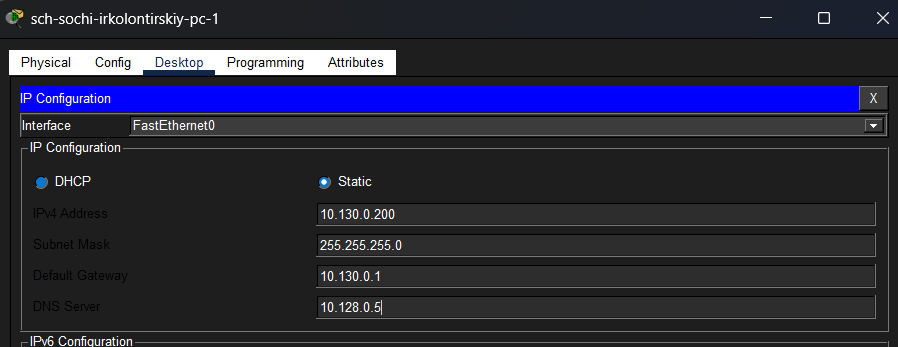 sch-sochi-irkolontirskiy-pc-1
Physical Config Desktop Programming Attributes
IP Configuration X
Interface FastEthernet0
IP Configuration
DHCP Static
IPv4 Address 10.130.0.200
Subnet Mask 255.255.255.0
Default Gateway 10.130.0.1
DNS Server 10.128.0.5
IPv6 Configuration